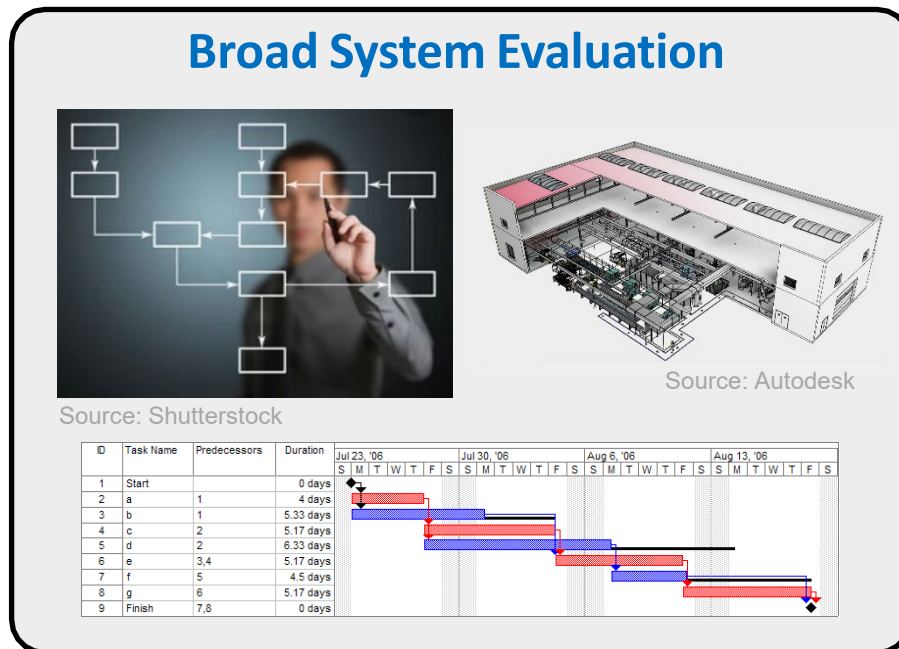 Broad System Evaluation
Source: Shutterstock
Source: Autodesk
ID Task Name Predecessors Duration Jul 23, '06 Jul 30, '06 Aug 6, '06 Aug 13, '06
S M T W T F S S M T W T F S S M T W T F S S M T W T F S
1 Start 0 days
2 a 1 4 days
3 b 1 5.33 days
4 c 2 5.17 days
5 d 2 6.33 days
6 e 3,4 5.17 days
7 f 5 4.5 days
8 g 6 5.17 days
9 Finish 7,8 0 days